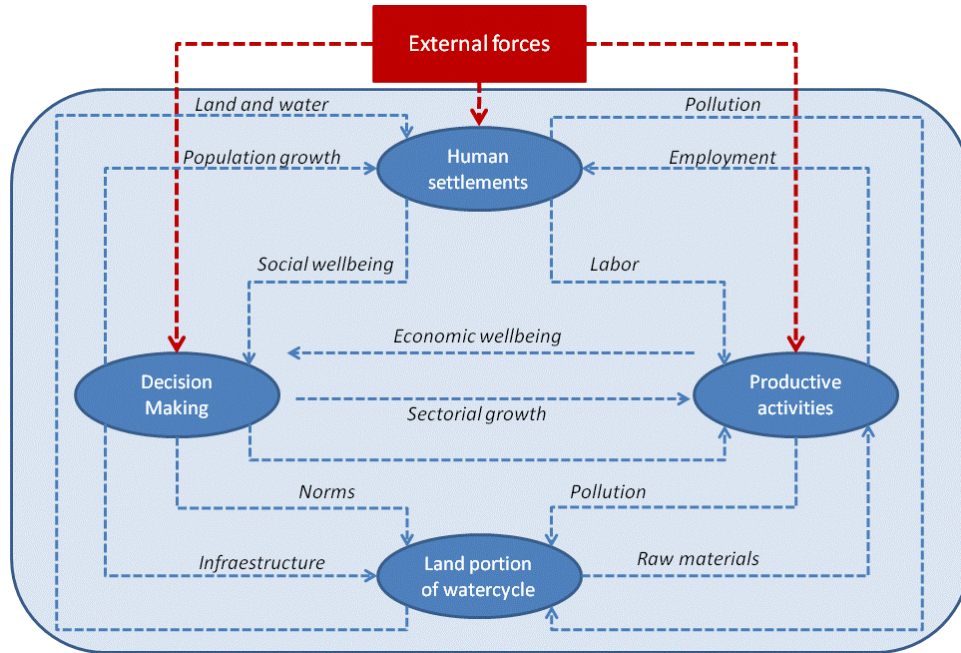 External forces
Land and water
Pollution
Population growth
Human
settlements
Employment
Social wellbeing
Labor
Economic wellbeing
Decision
Making
Productive
activities
Sectorial growth
Norms
Pollution
Infraestructure
Land portion
of watercycle
Raw materials